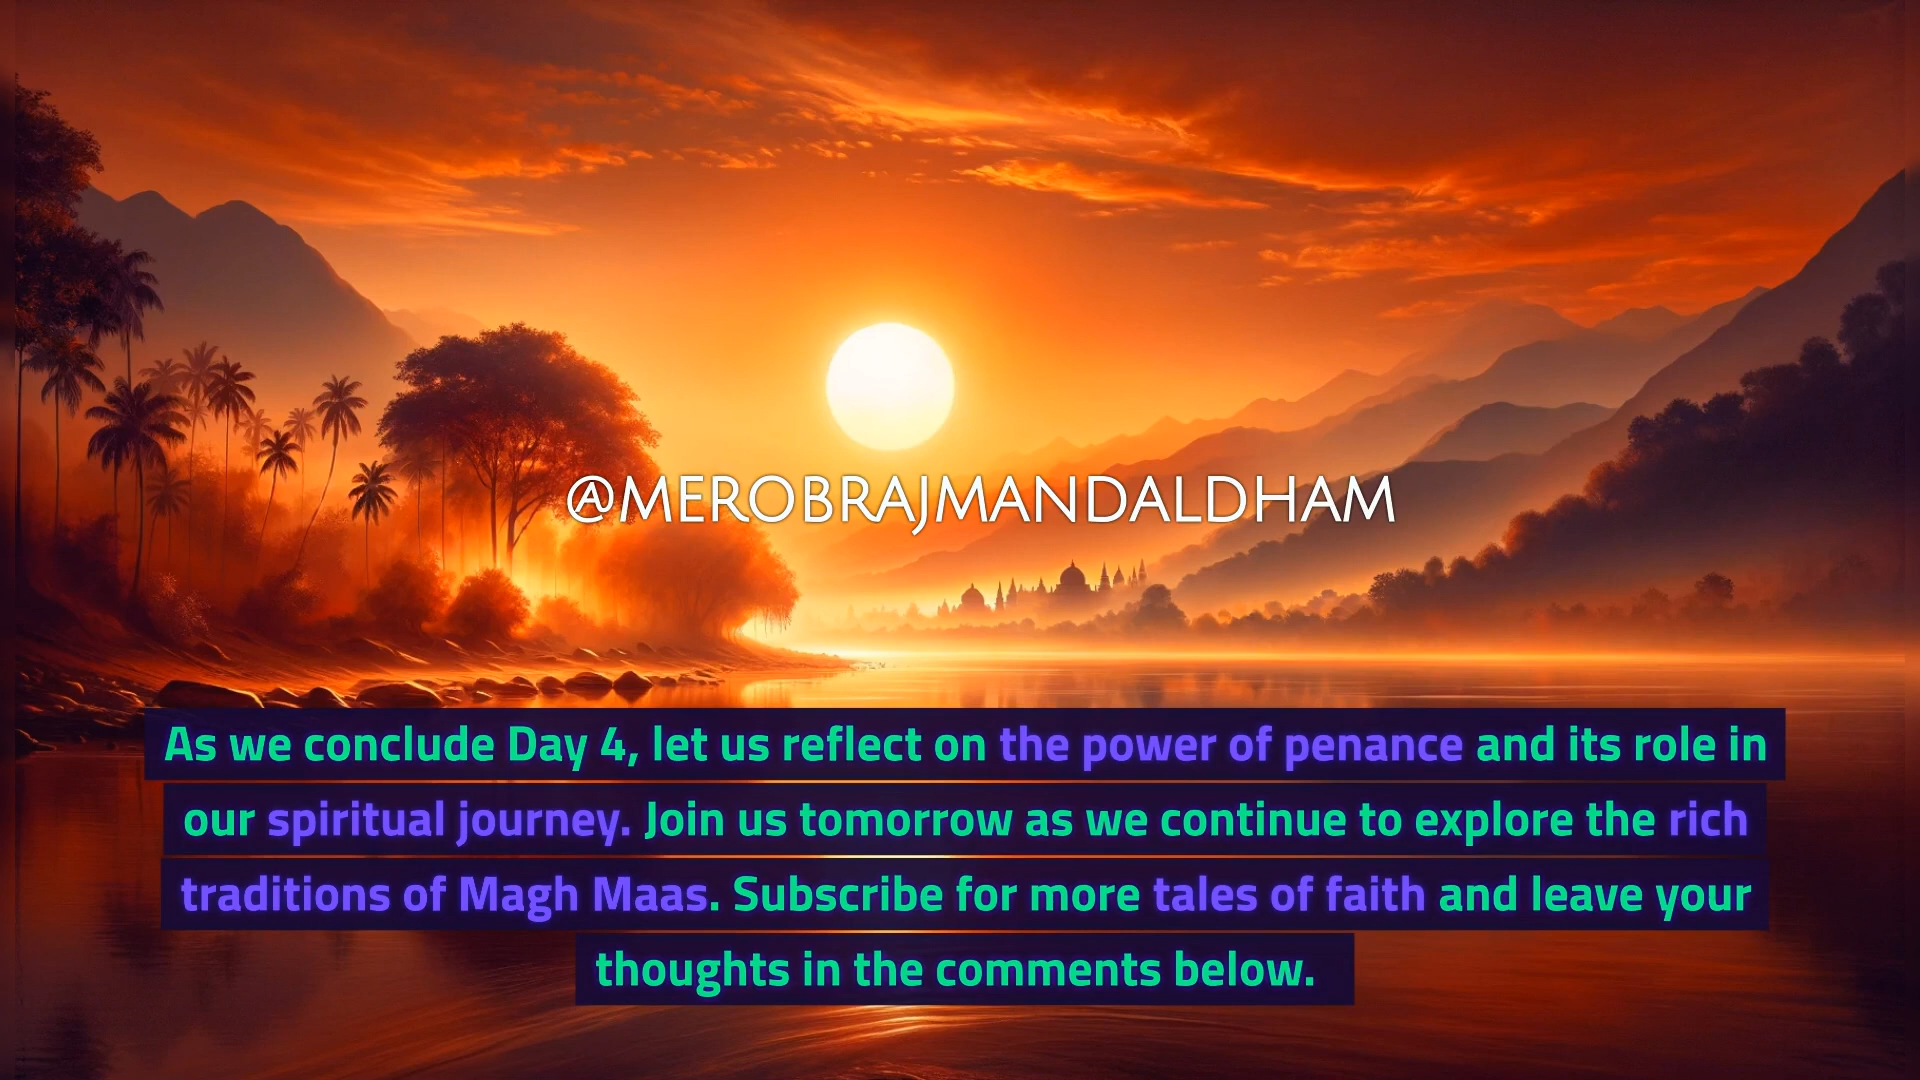 @MEROBRAJMANDALDHAM
As we conclude Day 4, let us reflect on the power of penance and its role in
our spiritual journey. Join us tomorrow as we continue to explore the rich
traditions of Magh Maas. Subscribe for more tales of faith and leave your
thoughts in the comments below.